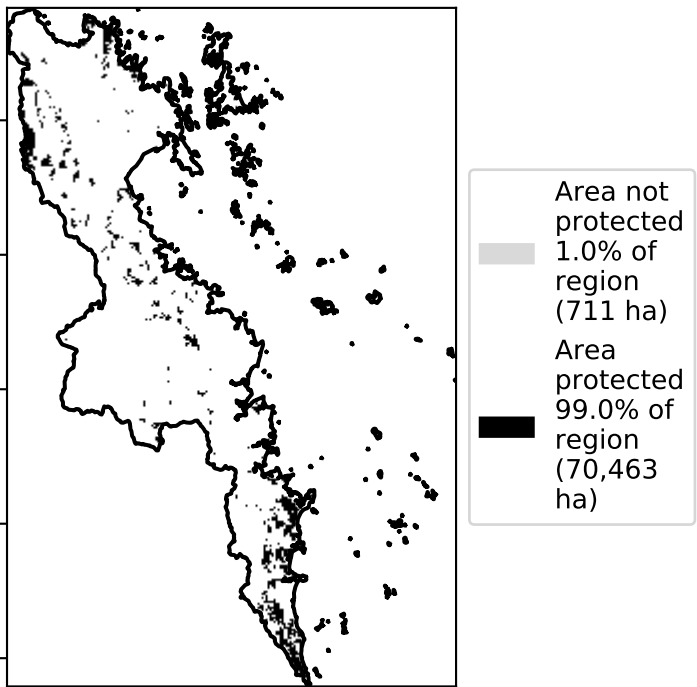 Area not
protected
1.0% of
region
(711 ha)
Area
protected
99.0% of
region
(70,463
ha)